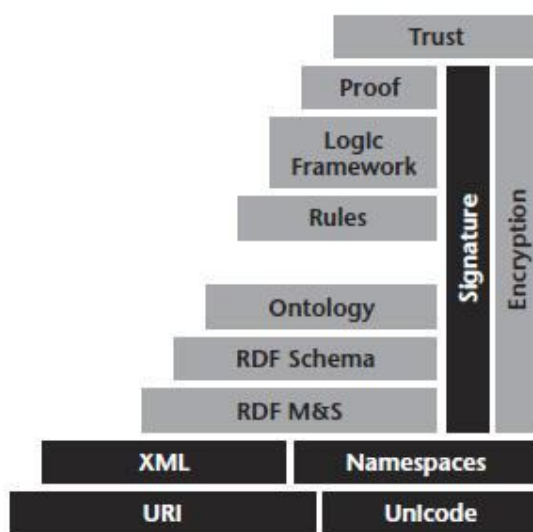 Trust
Proof
Logic
Framework
Rules
Ontology
RDF Schema
RDF M&S
Signature
Encryption
XML
Namespaces
URI
Unicode